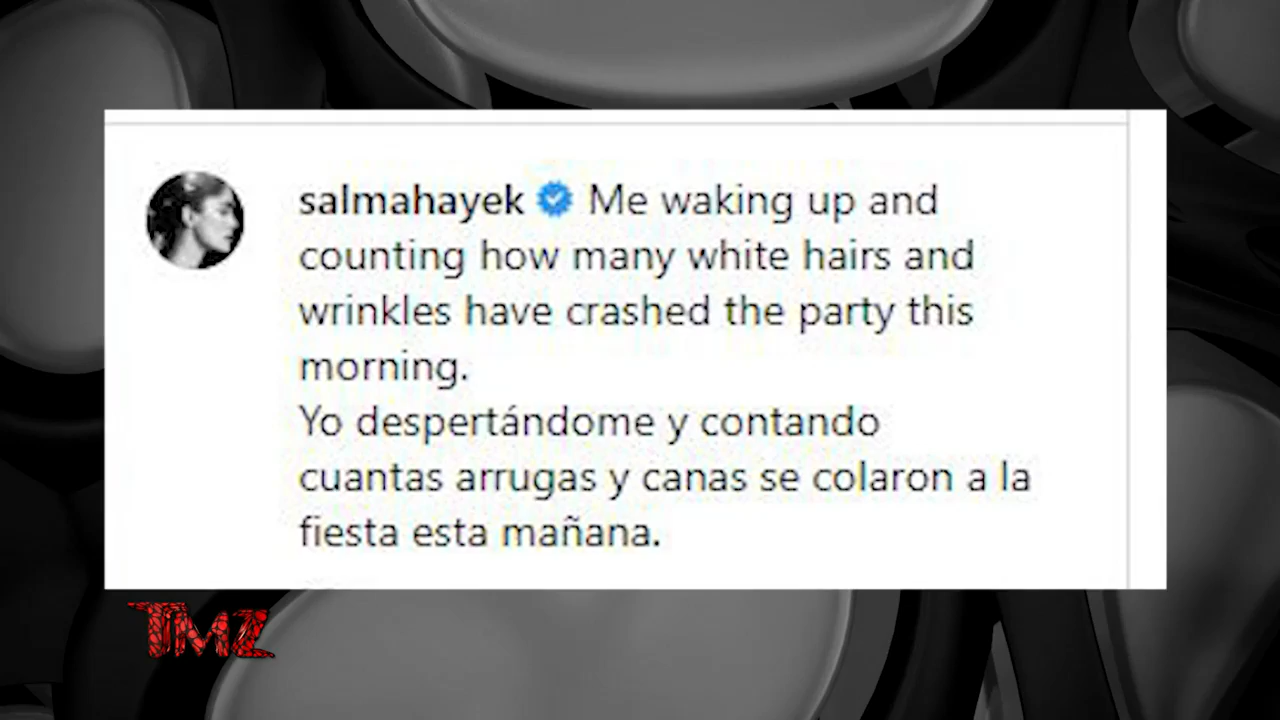 salmahayek Me waking up and
counting how many white hairs and
wrinkles have crashed the party this
morning.
Yo despertándome y contando
cuantas arrugas y canas se colaron a la
fiesta esta mañana.
TMZ